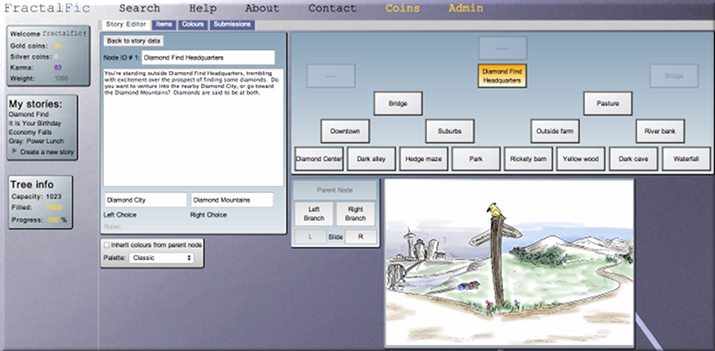 FractalFic Search Help About Contact Coins Admin
Welcome fractalfic!
Gold coins:
Silver coins:
Karma: 83
Weight: 1095
My stories:
Diamond Find
It Is Your Birthday
Economy Falls
Gray: Power Lunch
Create a new story
Tree info
Capacity: 1023
Filled: 1023
Progress: 100 %
Story Editor Items Colours Submissions
Back to story data
Node ID # 1: Diamond Find Headquarters
You're standing outside Diamond Find Headquarters, trembling
with excitement over the prospect of finding some diamonds. Do
you want to venture into the nearby Diamond City, or go toward
the Diamond Mountains? Diamonds are said to be at both.
Diamond City Diamond Mountains
Left Choice Right Choice
Rules:
Inherit colours from parent node
Palette: Classic
Diamond Find
Headquarters
Bridge
Bridge Pasture
Downtown Suburbs Outside farm River bank
Diamond Center Dark alley Hedge maze Park Rickety barn Yellow wood Dark cave Waterfall
Parent Node
Left
Branch
Right
Branch
L Slide R